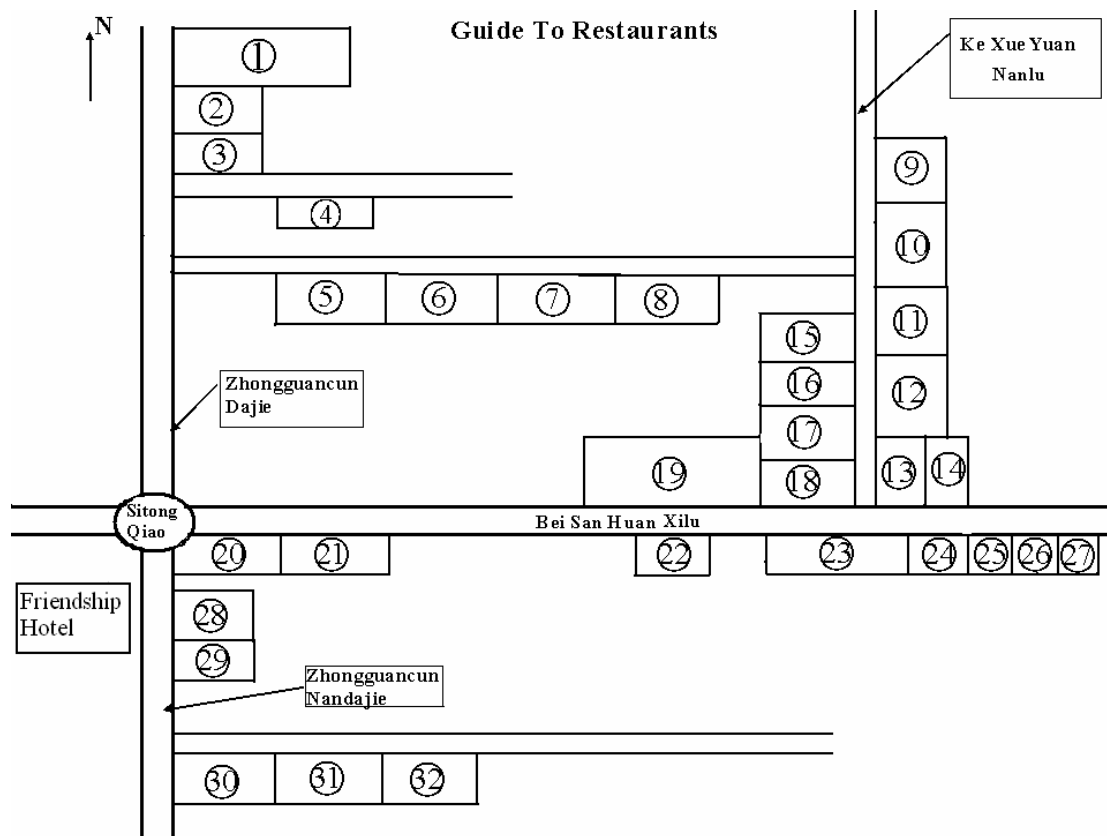 N
Guide To Restaurants
Ke Xue Yuan
Nanlu
①
②
③
④
⑤
⑥
⑦
⑧
⑨
⑩
⑪
⑫
⑬
⑭
⑮
⑯
⑰
⑱
⑲
Zhongguancun
Dajie
Sitong
Qiao
Bei San Huan Xilu
⑳
㉑
㉒
㉓
㉔
㉕
㉖
㉗
Friendship
Hotel
㉘
㉙
Zhongguancun
Nandajie
㉚
㉛
㉜